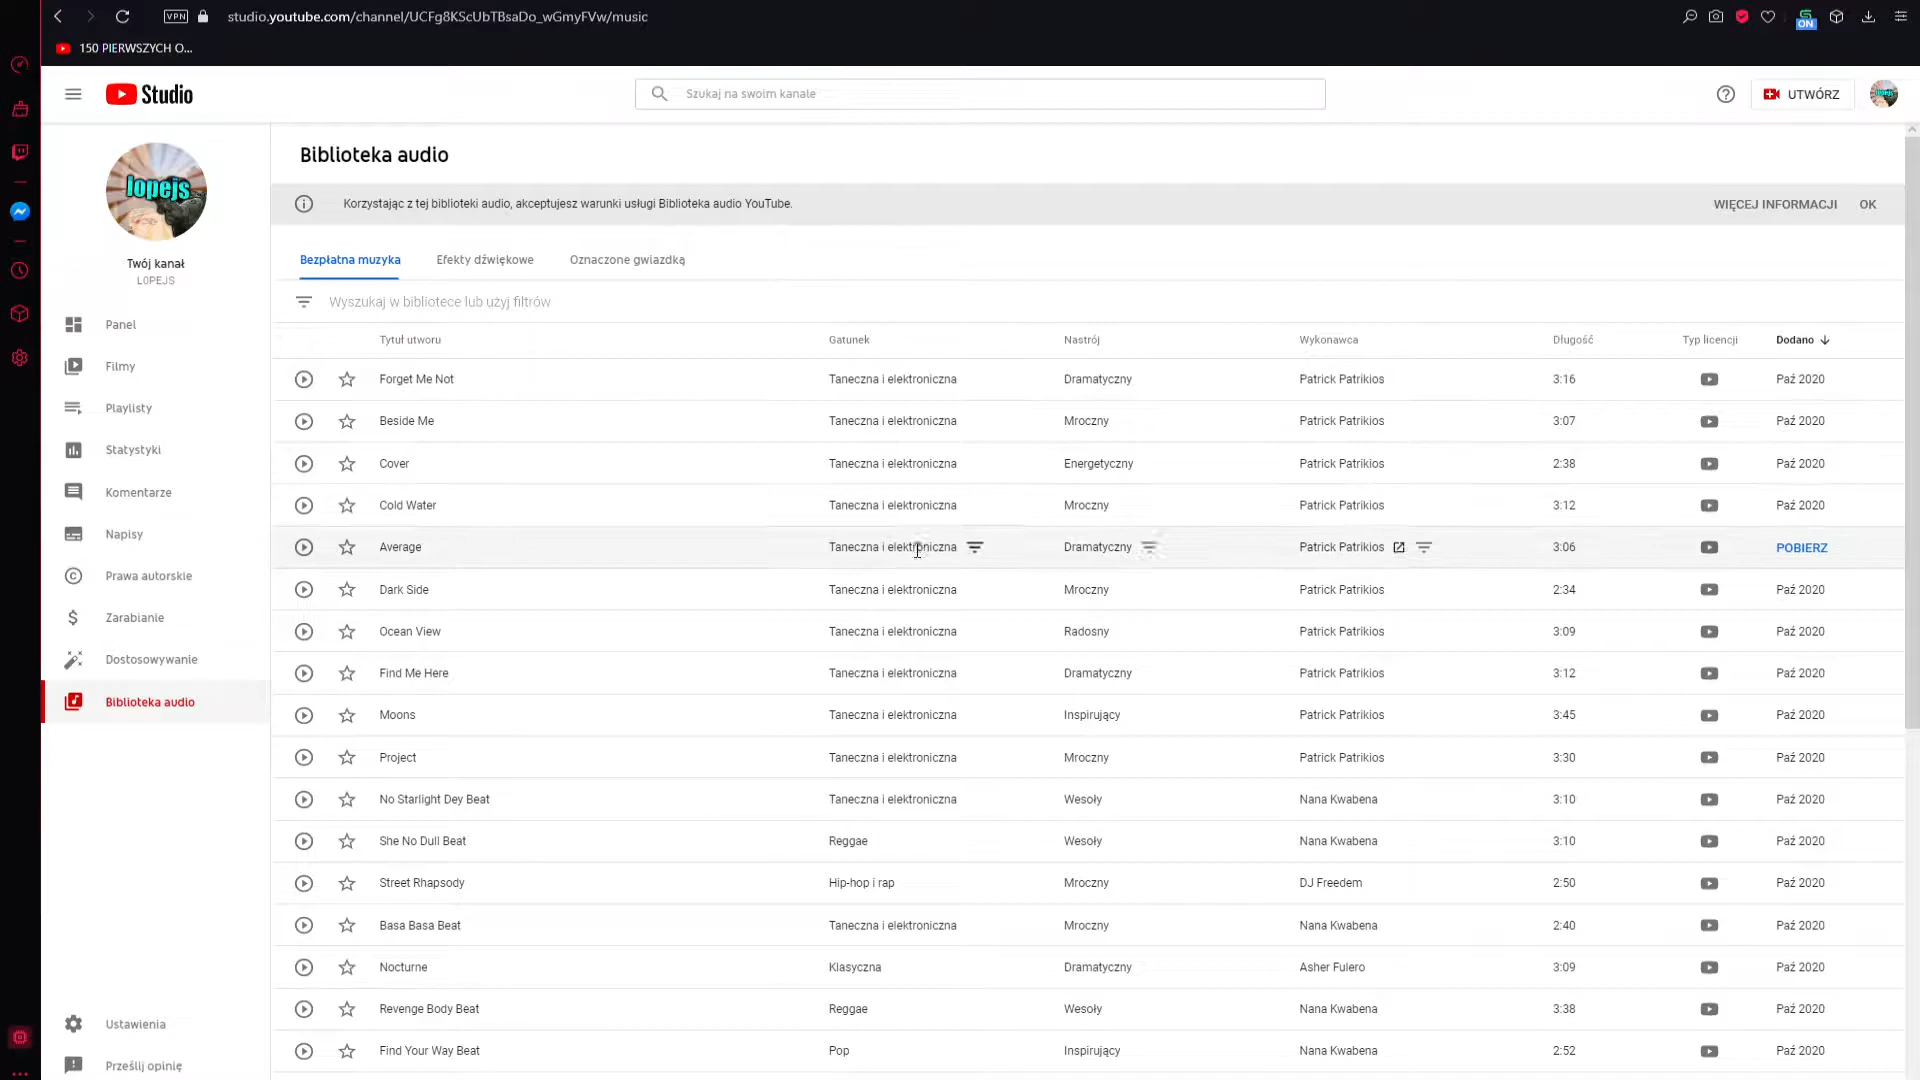 VPN studio.youtube.com/channel/UCFg8KScUbTBsaDo_wGmyFVw/music ON
150 PIERWSZYCH O...
Studio Szukaj na swoim kanale UTWÓRZ
lopejs
Twój kanał
L0PEJS
Panel
Filmy
Playlisty
Statystyki
Komentarze
Napisy
Prawa autorskie
Zarabianie
Dostosowywanie
Biblioteka audio
Ustawienia
Prześlij opinię
Biblioteka audio
Korzystając z tej biblioteki audio, akceptujesz warunki usługi Biblioteka audio YouTube. WIĘCEJ INFORMACJI OK
Bezpłatna muzyka Efekty dźwiękowe Oznaczone gwiazdką
Wyszukaj w bibliotece lub użyj filtrów
Tytuł utworu Gatunek Nastrój Wykonawca Długość Typ licencji Dodano
Forget Me Not Taneczna i elektroniczna Dramatyczny Patrick Patrikios 3:16 Paź 2020
Beside Me Taneczna i elektroniczna Mroczny Patrick Patrikios 3:07 Paź 2020
Cover Taneczna i elektroniczna Energetyczny Patrick Patrikios 2:38 Paź 2020
Cold Water Taneczna i elektroniczna Mroczny Patrick Patrikios 3:12 Paź 2020
Average Taneczna i elektroniczna Dramatyczny Patrick Patrikios 3:06 POBIERZ
Dark Side Taneczna i elektroniczna Mroczny Patrick Patrikios 2:34 Paź 2020
Ocean View Taneczna i elektroniczna Radosny Patrick Patrikios 3:09 Paź 2020
Find Me Here Taneczna i elektroniczna Dramatyczny Patrick Patrikios 3:12 Paź 2020
Moons Taneczna i elektroniczna Inspirujący Patrick Patrikios 3:45 Paź 2020
Project Taneczna i elektroniczna Mroczny Patrick Patrikios 3:30 Paź 2020
No Starlight Dey Beat Taneczna i elektroniczna Wesoły Nana Kwabena 3:10 Paź 2020
She No Dull Beat Reggae Wesoły Nana Kwabena 3:10 Paź 2020
Street Rhapsody Hip-hop i rap Mroczny DJ Freedem 2:50 Paź 2020
Basa Basa Beat Taneczna i elektroniczna Mroczny Nana Kwabena 2:40 Paź 2020
Nocturne Klasyczna Dramatyczny Asher Fulero 3:09 Paź 2020
Revenge Body Beat Reggae Wesoły Nana Kwabena 3:38 Paź 2020
Find Your Way Beat Pop Inspirujący Nana Kwabena 2:52 Paź 2020